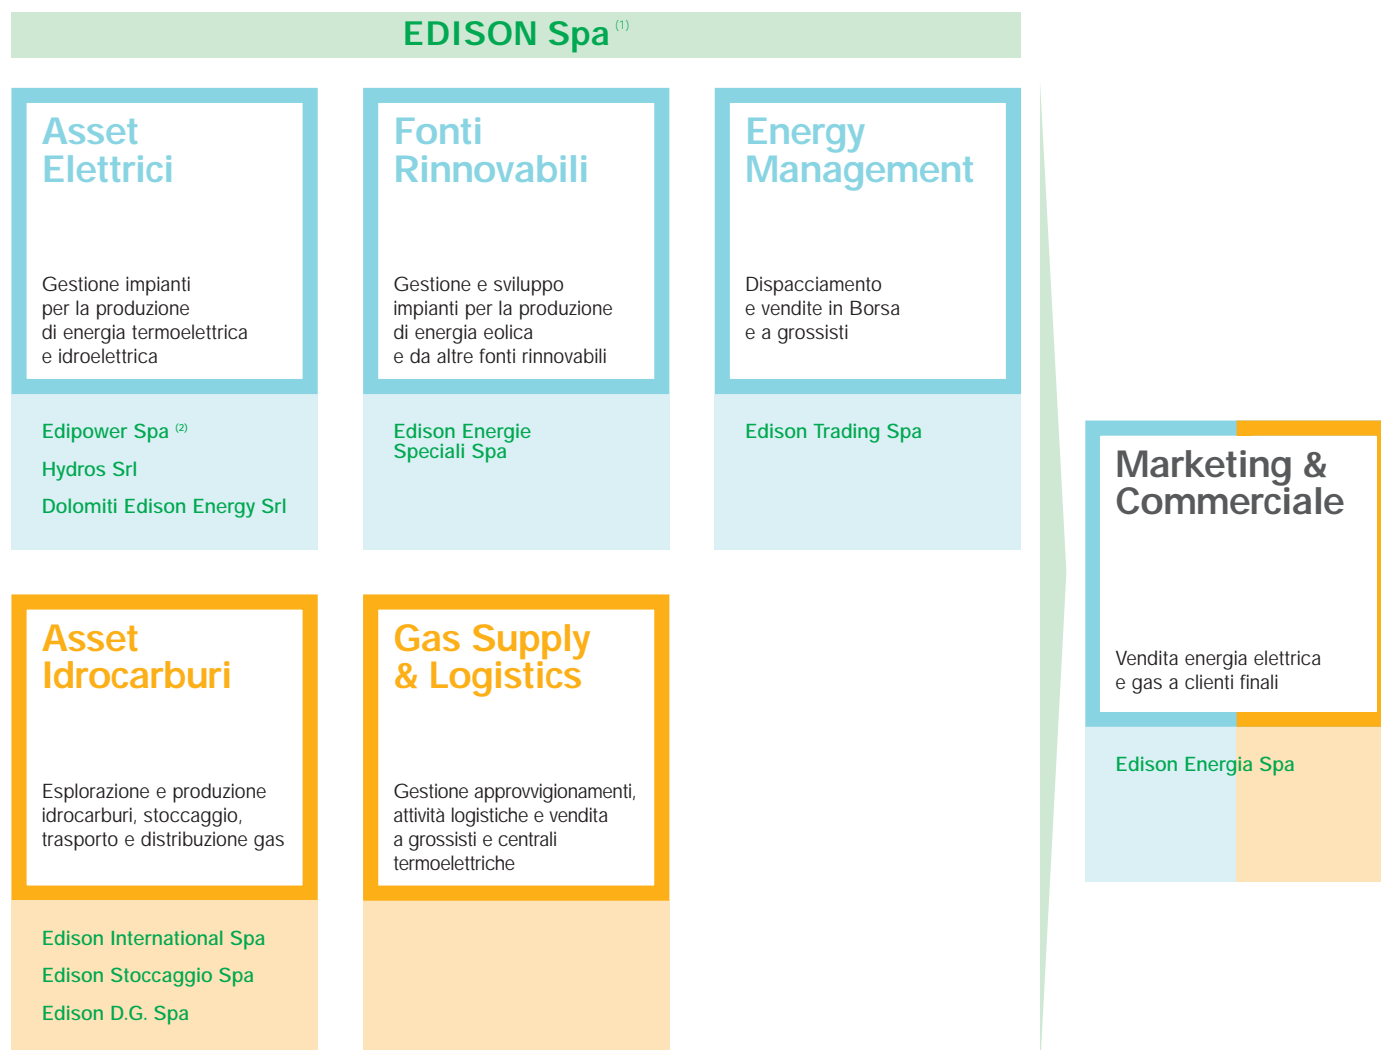 EDISON Spa (1)
Asset
Elettrici
Gestione impianti
per la produzione
di energia termoelettrica
e idroelettrica
Edipower Spa (2)
Hydros Srl
Dolomiti Edison Energy Srl
Fonti
Rinnovabili
Gestione e sviluppo
impianti per la produzione
di energia eolica
e da altre fonti rinnovabili
Edison Energie
Speciali Spa
Energy
Management
Dispacciamento
e vendite in Borsa
e a grossisti
Edison Trading Spa
Asset
Idrocarburi
Esplorazione e produzione
idrocarburi, stoccaggio,
trasporto e distribuzione gas
Edison International Spa
Edison Stoccaggio Spa
Edison D.G. Spa
Gas Supply
& Logistics
Gestione approvvigionamenti,
attività logistiche e vendita
a grossisti e centrali
termoelettriche
Marketing &
Commerciale
Vendita energia elettrica
e gas a clienti finali
Edison Energia Spa